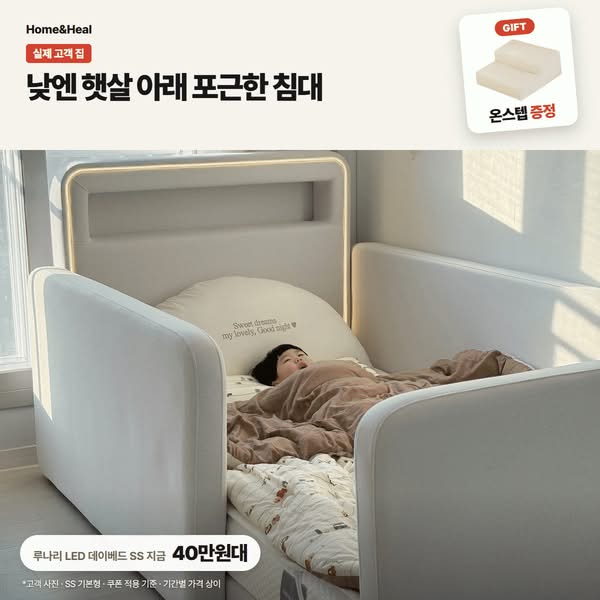 Home&Heal
실제 고객 집
낮엔 햇살 아래 포근한 침대
GIFT
온스텝 증정
Sweet dreams
my lovely, Good night
루나리 LED 데이베드 SS 지금 40만원대
*고객 사진 · SS 기본형 · 쿠폰 적용 기준 · 기간별 가격 상이